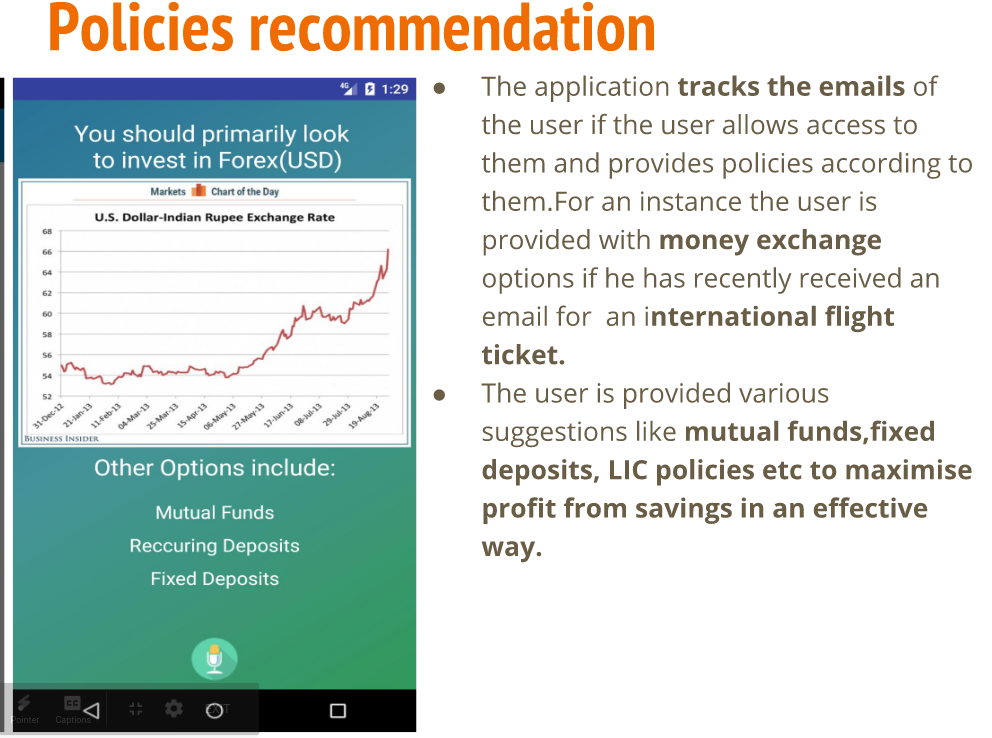 Policies recommendation
1:29
4G
You should primarily look
to invest in Forex(USD)
Markets Chart of the Day
U.S. Dollar-Indian Rupee Exchange Rate
68
66
64
62
60
58
56
54
52
31-Dec-12
21-Jan-13
11-Feb-13
04-Mar-13
25-Mar-13
15-Apr-13
06-May-13
27-May-13
17-Jun-13
08-Jul-13
29-Jul-13
19-Aug-13
BUSINESS INSIDER
Other Options include:
Mutual Funds
Reccuring Deposits
Fixed Deposits
Pointer
Captions
EXIT
● The application tracks the emails of
the user if the user allows access to
them and provides policies according to
them.For an instance the user is
provided with money exchange
options if he has recently received an
email for an international flight
ticket.
● The user is provided various
suggestions like mutual funds,fixed
deposits, LIC policies etc to maximise
profit from savings in an effective
way.